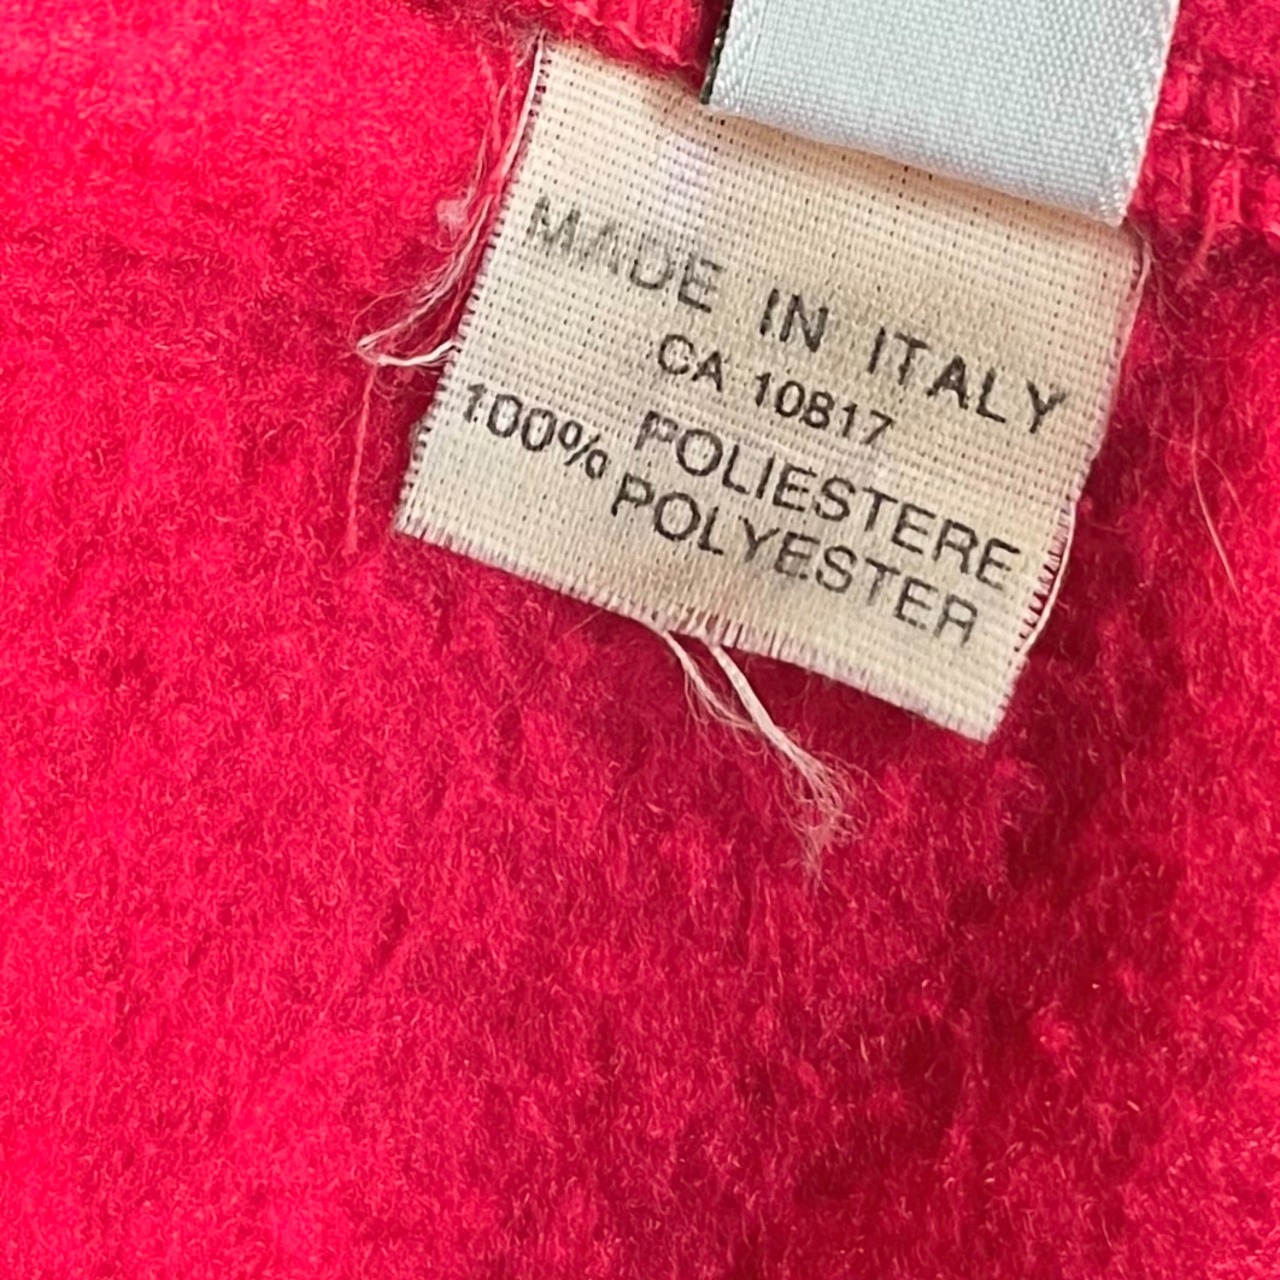 MADE IN ITALY
CA 10817
100% POLIESTERE
POLYESTER